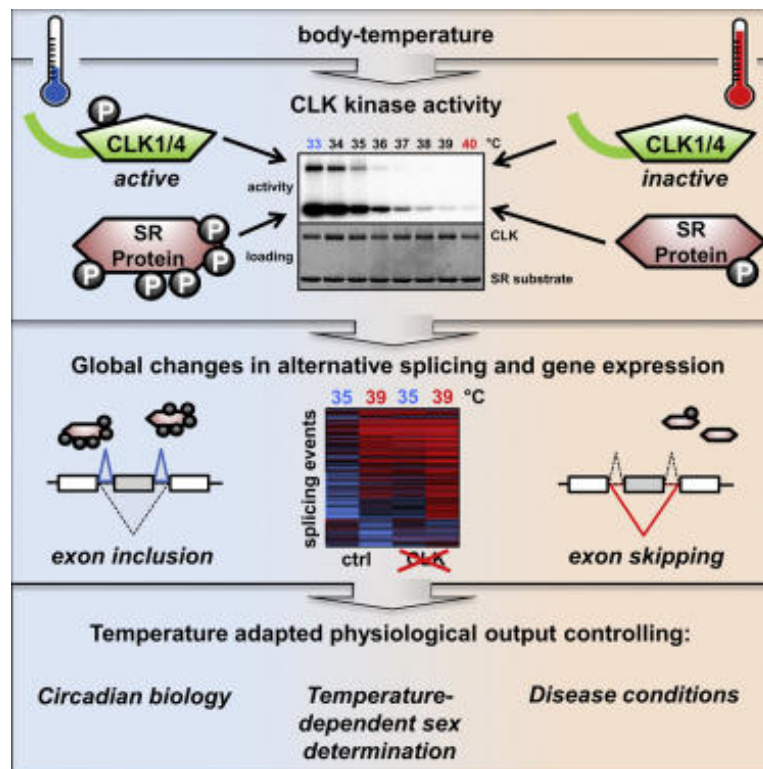 body-temperature
CLK kinase activity
P
CLK1/4
active
33 34 35 36 37 38 39 40 °C
CLK1/4
inactive
activity
SR
Protein
P
P
P
P
P
loading
CLK
SR substrate
SR
Protein
P
Global changes in alternative splicing and gene expression
35 39 35 39 °C
splicing events
exon inclusion
ctrl CLK
exon skipping
Temperature adapted physiological output controlling:
Circadian biology
Temperature-
dependent sex
determination
Disease conditions